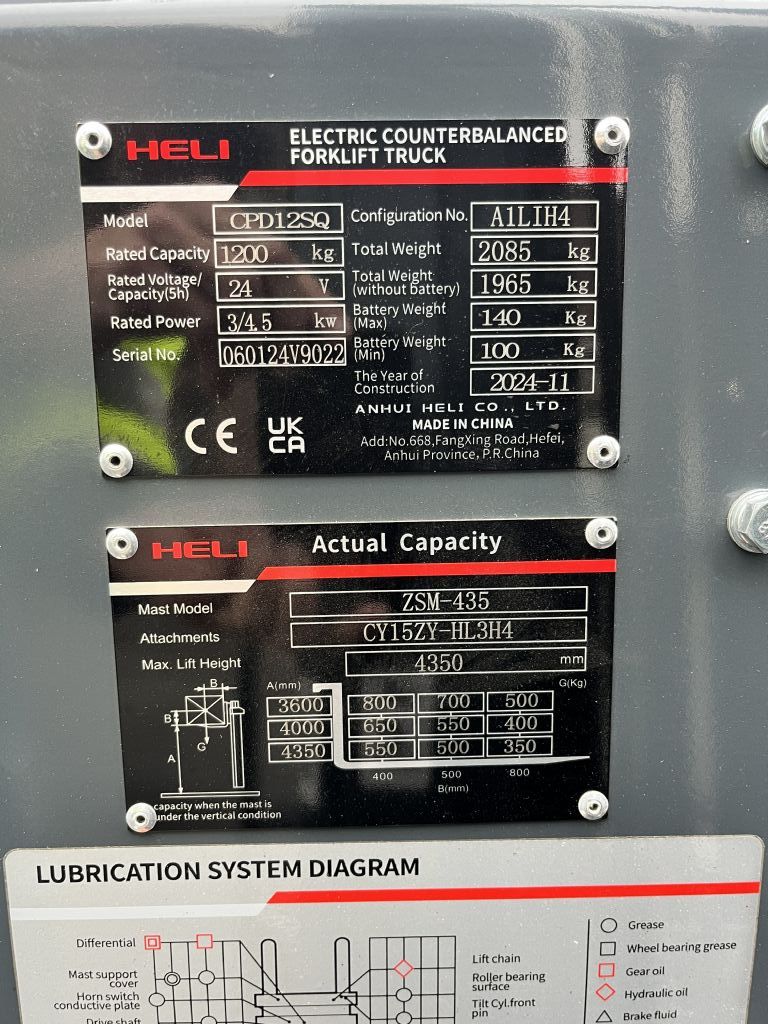 HELI
ELECTRIC COUNTERBALANCED
FORKLIFT TRUCK
Model CPD12SQ Configuration No. A1LIH4
Rated Capacity 1200 kg Total Weight 2085 kg
Rated Voltage/
Capacity(5h) 24 V Total Weight
(without battery) 1965 kg
Rated Power 3/4.5 kw Battery Weight
(Max) 140 Kg
Serial No. 060124V9022 Battery Weight
(Min) 100 Kg
The Year of
Construction 2024-11
ANHUI HELI CO., LTD.
MADE IN CHINA
Add:No.668,FangXing Road,Hefei,
Anhui Province, P.R.China
CE UK
CA
HELI Actual Capacity
Mast Model ZSM-435
Attachments CY15ZY-HL3H4
Max. Lift Height 4350 mm
A(mm) G(Kg)
3600 800 700 500
4000 650 550 400
4350 550 500 350
400 500 800
B(mm)
B
B
G
A
capacity when the mast is
under the vertical condition
LUBRICATION SYSTEM DIAGRAM
Differential
Mast support
cover
Horn switch
conductive plate
Drive shaft
Lift chain
Roller bearing
surface
Tilt Cyl.front
pin
Grease
Wheel bearing grease
Gear oil
Hydraulic oil
Brake fluid